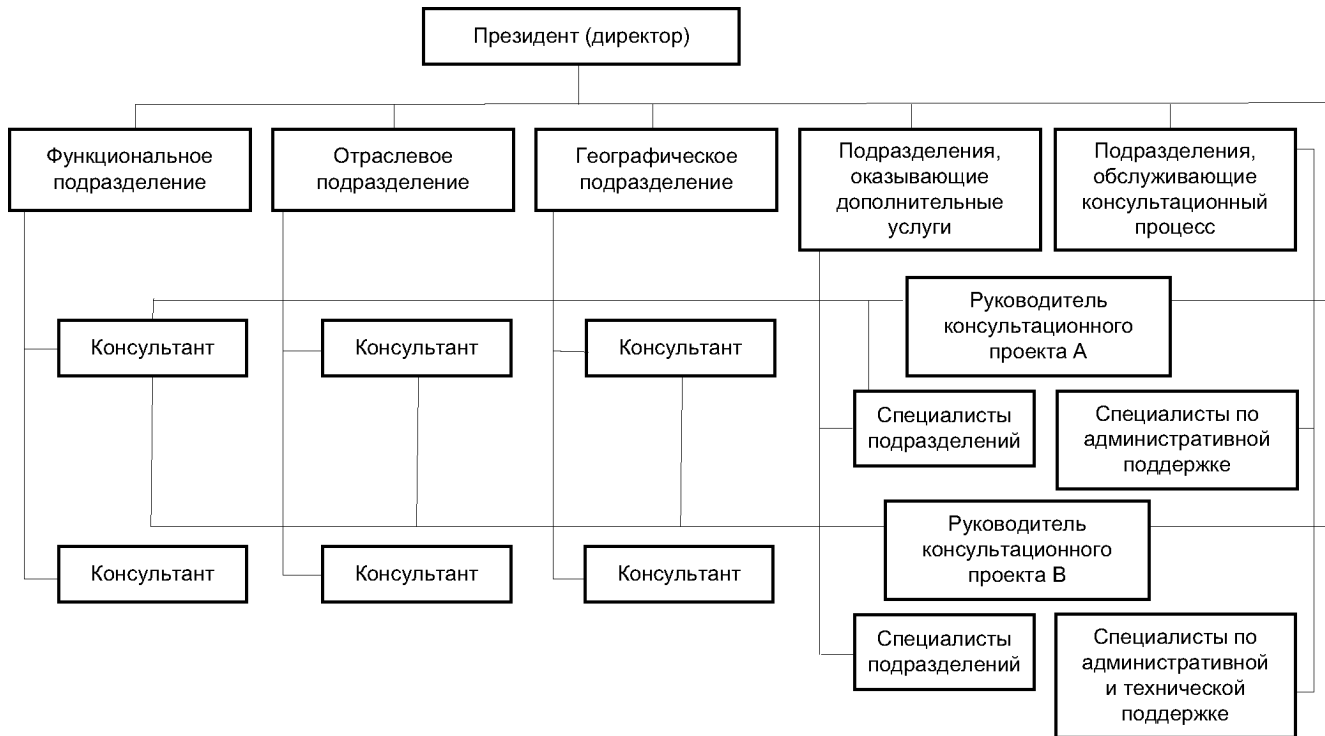 Президент (директор)
Функциональное
подразделение
Отраслевое
подразделение
Географическое
подразделение
Подразделения,
оказывающие
дополнительные
услуги
Подразделения,
обслуживающие
консультационный
процесс
Руководитель
консультационного
проекта А
Консультант
Консультант
Консультант
Специалисты
подразделений
Специалисты по
административной
поддержке
Руководитель
консультационного
проекта В
Консультант
Консультант
Консультант
Специалисты
подразделений
Специалисты по
административной
и технической
поддержке